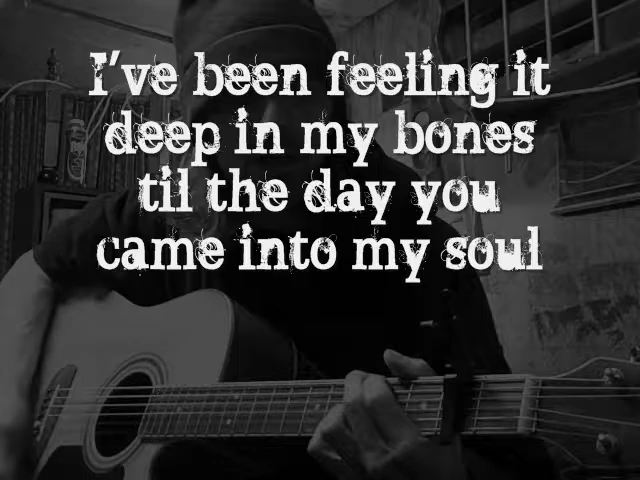 I've been feeling it
deep in my bones
til the day you
came into my soul